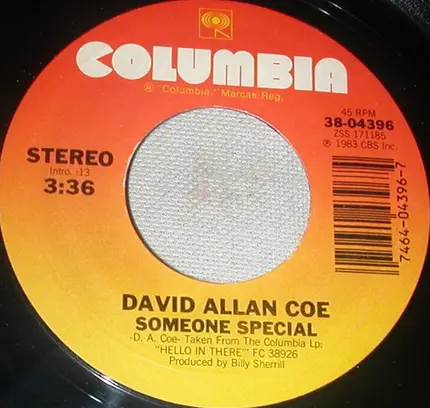 COLUMBIA
® "Columbia," Marcas Reg.
45 RPM
38-04396
ZSS 171185
℗ 1983 CBS Inc.
STEREO
Intro. :13
3:36
7464-04396-7
DAVID ALLAN COE
SOMEONE SPECIAL
-D. A. Coe- Taken From The Columbia Lp:
"HELLO IN THERE" FC 38926
Produced by Billy Sherrill